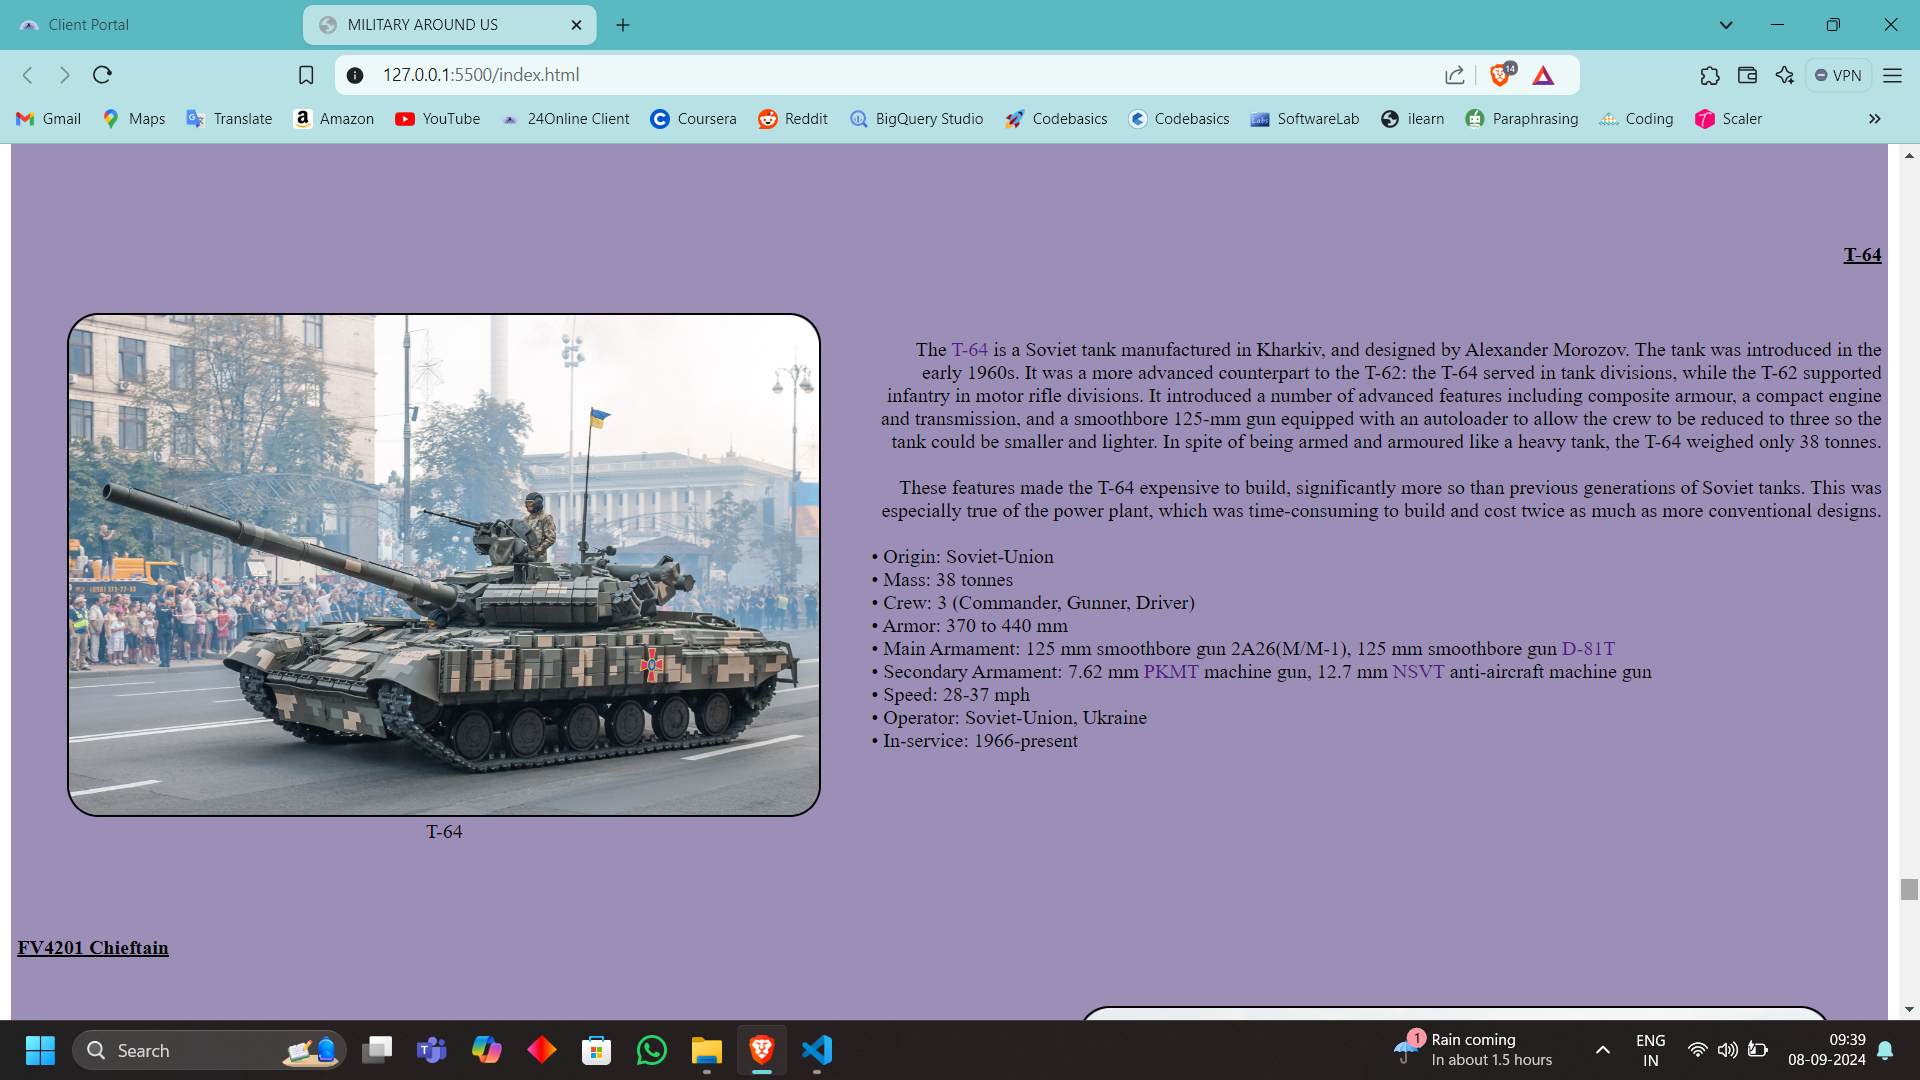 Client Portal
MILITARY AROUND US
127.0.0.1:5500/index.html
14
VPN
Gmail
Maps
Translate
Amazon
YouTube
24Online Client
Coursera
Reddit
BigQuery Studio
Codebasics
Codebasics
SoftwareLab
ilearn
Paraphrasing
Coding
Scaler
T-64
The T-64 is a Soviet tank manufactured in Kharkiv, and designed by Alexander Morozov. The tank was introduced in the
early 1960s. It was a more advanced counterpart to the T-62: the T-64 served in tank divisions, while the T-62 supported
infantry in motor rifle divisions. It introduced a number of advanced features including composite armour, a compact engine
and transmission, and a smoothbore 125-mm gun equipped with an autoloader to allow the crew to be reduced to three so the
tank could be smaller and lighter. In spite of being armed and armoured like a heavy tank, the T-64 weighed only 38 tonnes.
These features made the T-64 expensive to build, significantly more so than previous generations of Soviet tanks. This was
especially true of the power plant, which was time-consuming to build and cost twice as much as more conventional designs.
• Origin: Soviet-Union
• Mass: 38 tonnes
• Crew: 3 (Commander, Gunner, Driver)
• Armor: 370 to 440 mm
• Main Armament: 125 mm smoothbore gun 2A26(M/M-1), 125 mm smoothbore gun D-81T
• Secondary Armament: 7.62 mm PKMT machine gun, 12.7 mm NSVT anti-aircraft machine gun
• Speed: 28-37 mph
• Operator: Soviet-Union, Ukraine
• In-service: 1966-present
T-64
FV4201 Chieftain
Search
1
Rain coming
In about 1.5 hours
ENG
IN
09:39
08-09-2024